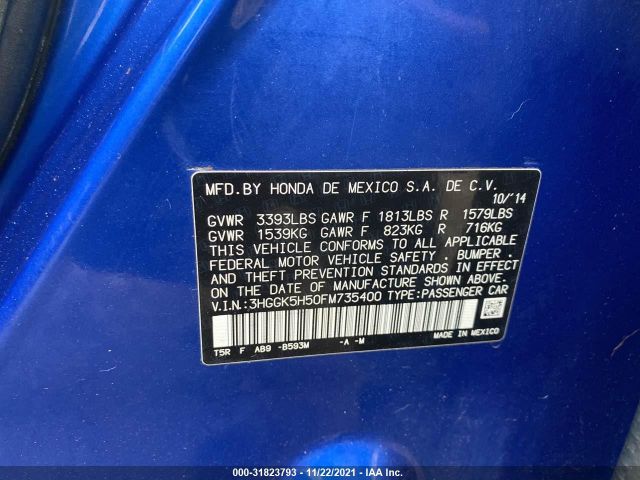 MFD.BY HONDA DE MEXICO S.A. DE C.V.
10/'14
GVWR 3393LBS GAWR F 1813LBS R 1579LBS
GVWR 1539KG GAWR F 823KG R 716KG
THIS VEHICLE CONFORMS TO ALL APPLICABLE
FEDERAL MOTOR VEHICLE SAFETY . BUMPER .
AND THEFT PREVENTION STANDARDS IN EFFECT
ON THE DATE OF MANUFACTURE SHOWN ABOVE.
V.I.N.:3HGGK5H50FM735400 TYPE:PASSENGER CAR
MADE IN MEXICO
T5R F AB9 -B593M -A -M
000-31823793 - 11/22/2021 - IAA Inc.